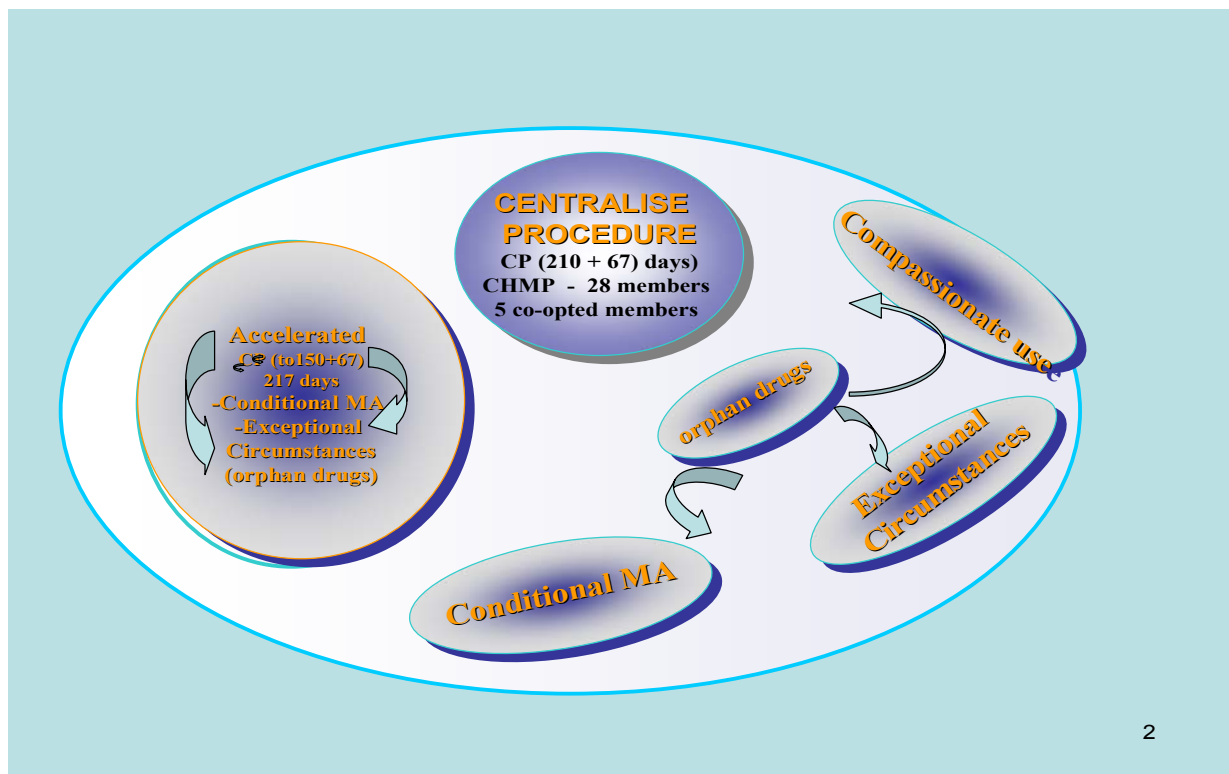 CENTRALISE
PROCEDURE
CP (210 + 67) days)
CHMP - 28 members
5 co-opted members
Accelerated
CP (to150+67)
217 days
-Conditional MA
-Exceptional
Circumstances
(orphan drugs)
Compassionate use
orphan drugs
Exceptional
Circumstances
Conditional MA
2